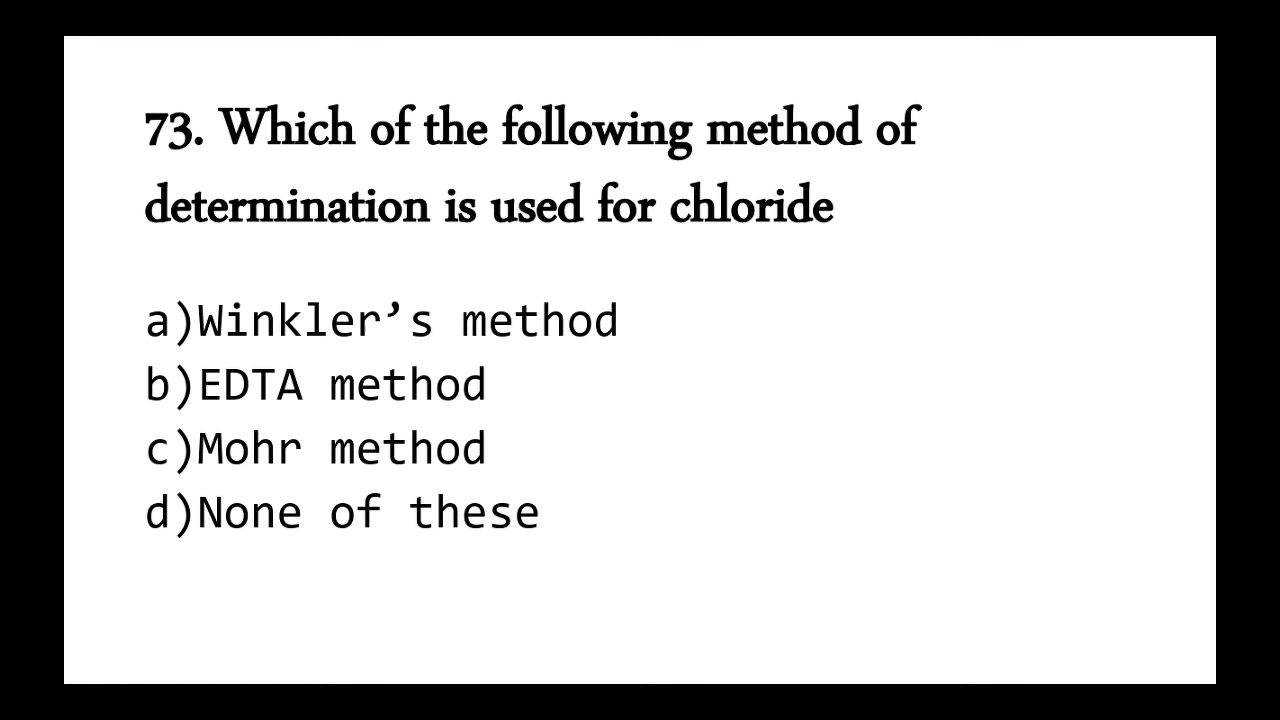 73. Which of the following method of
determination is used for chloride
a)Winkler’s method
b)EDTA method
c)Mohr method
d)None of these